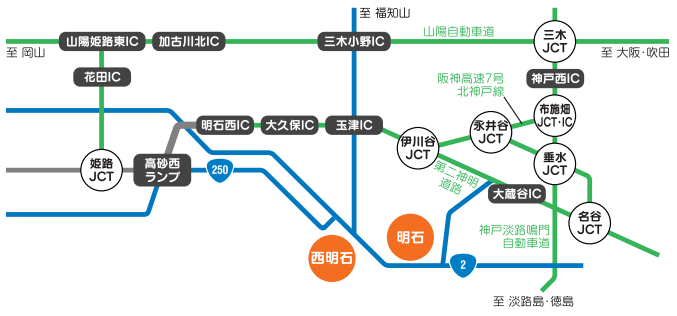 至 福知山
山陽自動車道
三木
JCT
山陽姫路東IC
加古川北IC
三木小野IC
至 岡山
至 大阪・吹田
花田IC
阪神高速7号
北神戸線
神戸西IC
布施畑
JCT・IC
明石西IC
大久保IC
玉津IC
永井谷
JCT
伊川谷
JCT
姫路
JCT
高砂西
ランプ
250
垂水
JCT
第二神明
道路
大蔵谷IC
名谷
JCT
神戸淡路鳴門
自動車道
明石
西明石
2
至 淡路島・徳島